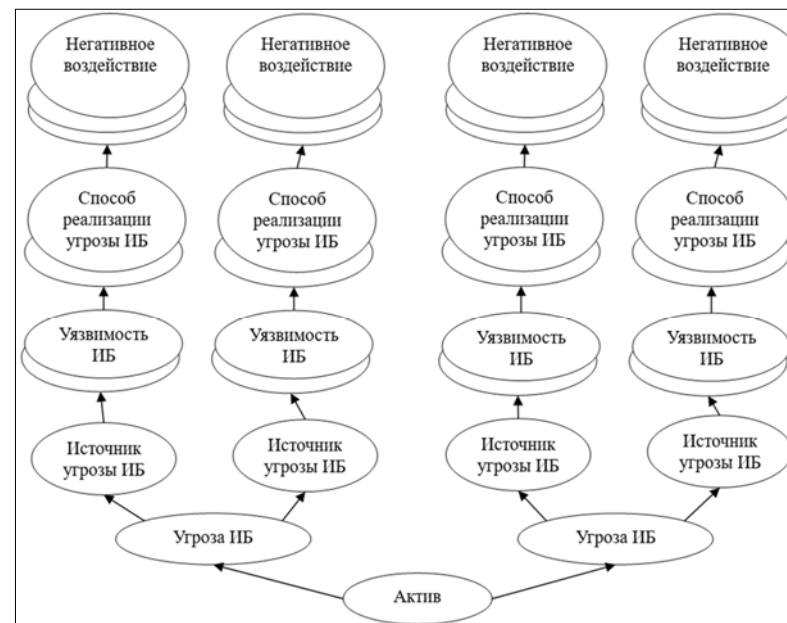 Негативное
воздействие
Негативное
воздействие
Негативное
воздействие
Негативное
воздействие
Способ
реализации
угрозы ИБ
Способ
реализации
угрозы ИБ
Способ
реализации
угрозы ИБ
Способ
реализации
угрозы ИБ
Уязвимость
ИБ
Уязвимость
ИБ
Уязвимость
ИБ
Уязвимость
ИБ
Источник
угрозы ИБ
Источник
угрозы ИБ
Источник
угрозы ИБ
Источник
угрозы ИБ
Угроза ИБ
Угроза ИБ
Актив